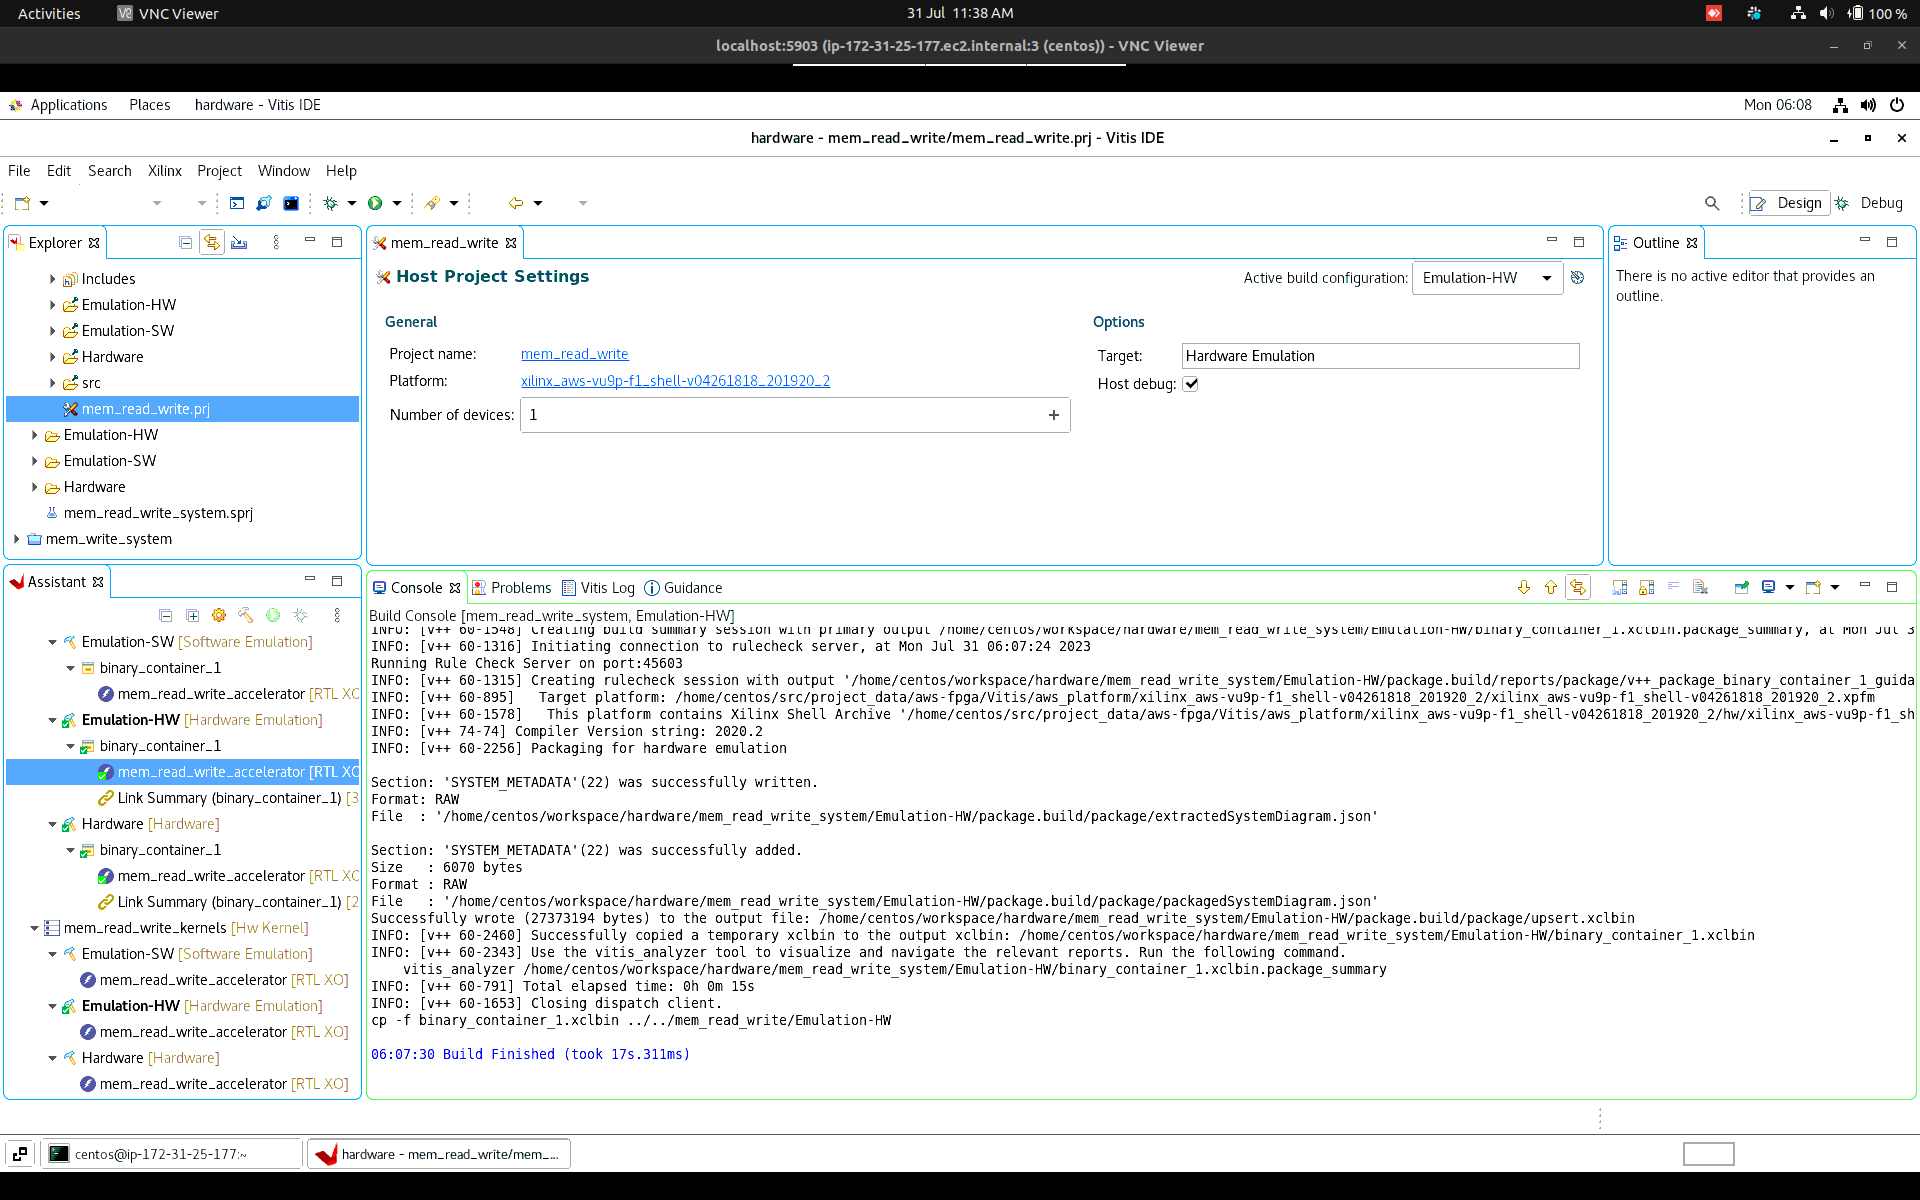 Activities VNC Viewer 31 Jul 11:38 AM 100 %
localhost:5903 (ip-172-31-25-177.ec2.internal:3 (centos)) - VNC Viewer
Applications Places hardware - Vitis IDE Mon 06:08
hardware - mem_read_write/mem_read_write.prj - Vitis IDE
File Edit Search Xilinx Project Window Help
Design Debug
Explorer
Includes
Emulation-HW
Emulation-SW
Hardware
src
mem_read_write.prj
Emulation-HW
Emulation-SW
Hardware
mem_read_write_system.sprj
mem_write_system
mem_read_write
Host Project Settings
Active build configuration: Emulation-HW
General
Project name: mem_read_write
Platform: xilinx_aws-vu9p-f1_shell-v04261818_201920_2
Number of devices: 1 +
Options
Target: Hardware Emulation
Host debug:
Outline
There is no active editor that provides an
outline.
Assistant
Emulation-SW [Software Emulation]
binary_container_1
mem_read_write_accelerator [RTL XO
Emulation-HW [Hardware Emulation]
binary_container_1
mem_read_write_accelerator [RTL XO
Link Summary (binary_container_1) [3
Hardware [Hardware]
binary_container_1
mem_read_write_accelerator [RTL XO
Link Summary (binary_container_1) [2
mem_read_write_kernels [Hw Kernel]
Emulation-SW [Software Emulation]
mem_read_write_accelerator [RTL XO]
Emulation-HW [Hardware Emulation]
mem_read_write_accelerator [RTL XO]
Hardware [Hardware]
mem_read_write_accelerator [RTL XO]
Console Problems Vitis Log Guidance
Build Console [mem_read_write_system, Emulation-HW]
INFO: [v++ 60-1548] Creating build summary session with primary output /home/centos/workspace/hardware/mem_read_write_system/Emulation-HW/binary_container_1.xclbin.package_summary, at Mon Jul 3
INFO: [v++ 60-1316] Initiating connection to rulecheck server, at Mon Jul 31 06:07:24 2023
Running Rule Check Server on port:45603
INFO: [v++ 60-1315] Creating rulecheck session with output '/home/centos/workspace/hardware/mem_read_write_system/Emulation-HW/package.build/reports/package/v++_package_binary_container_1_guida
INFO: [v++ 60-895] Target platform: /home/centos/src/project_data/aws-fpga/Vitis/aws_platform/xilinx_aws-vu9p-f1_shell-v04261818_201920_2/xilinx_aws-vu9p-f1_shell-v04261818_201920_2.xpfm
INFO: [v++ 60-1578] This platform contains Xilinx Shell Archive '/home/centos/src/project_data/aws-fpga/Vitis/aws_platform/xilinx_aws-vu9p-f1_shell-v04261818_201920_2/hw/xilinx_aws-vu9p-f1_sh
INFO: [v++ 74-74] Compiler Version string: 2020.2
INFO: [v++ 60-2256] Packaging for hardware emulation
Section: 'SYSTEM_METADATA'(22) was successfully written.
Format: RAW
File : '/home/centos/workspace/hardware/mem_read_write_system/Emulation-HW/package.build/package/extractedSystemDiagram.json'
Section: 'SYSTEM_METADATA'(22) was successfully added.
Size : 6070 bytes
Format : RAW
File : '/home/centos/workspace/hardware/mem_read_write_system/Emulation-HW/package.build/package/packagedSystemDiagram.json'
Successfully wrote (27373194 bytes) to the output file: /home/centos/workspace/hardware/mem_read_write_system/Emulation-HW/package.build/package/upsert.xclbin
INFO: [v++ 60-2460] Successfully copied a temporary xclbin to the output xclbin: /home/centos/workspace/hardware/mem_read_write_system/Emulation-HW/binary_container_1.xclbin
INFO: [v++ 60-2343] Use the vitis_analyzer tool to visualize and navigate the relevant reports. Run the following command.
vitis_analyzer /home/centos/workspace/hardware/mem_read_write_system/Emulation-HW/binary_container_1.xclbin.package_summary
INFO: [v++ 60-791] Total elapsed time: 0h 0m 15s
INFO: [v++ 60-1653] Closing dispatch client.
cp -f binary_container_1.xclbin ../../mem_read_write/Emulation-HW
06:07:30 Build Finished (took 17s.311ms)
centos@ip-172-31-25-177:~ hardware - mem_read_write/mem_...